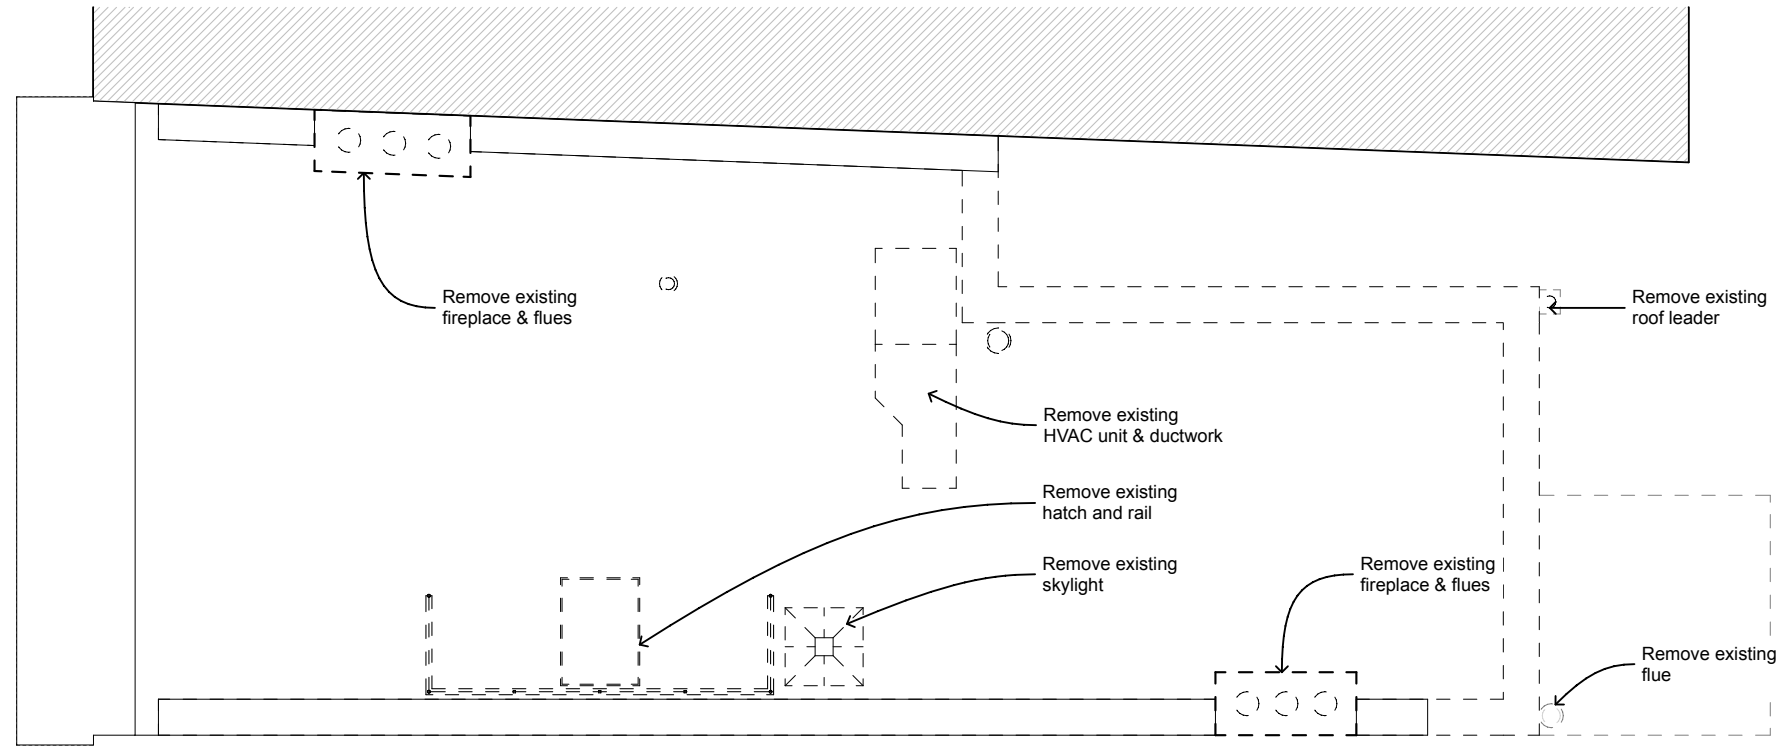 Remove existing
fireplace & flues
Remove existing
roof leader
Remove existing
HVAC unit & ductwork
Remove existing
hatch and rail
Remove existing
skylight
Remove existing
fireplace & flues
Remove existing
flue